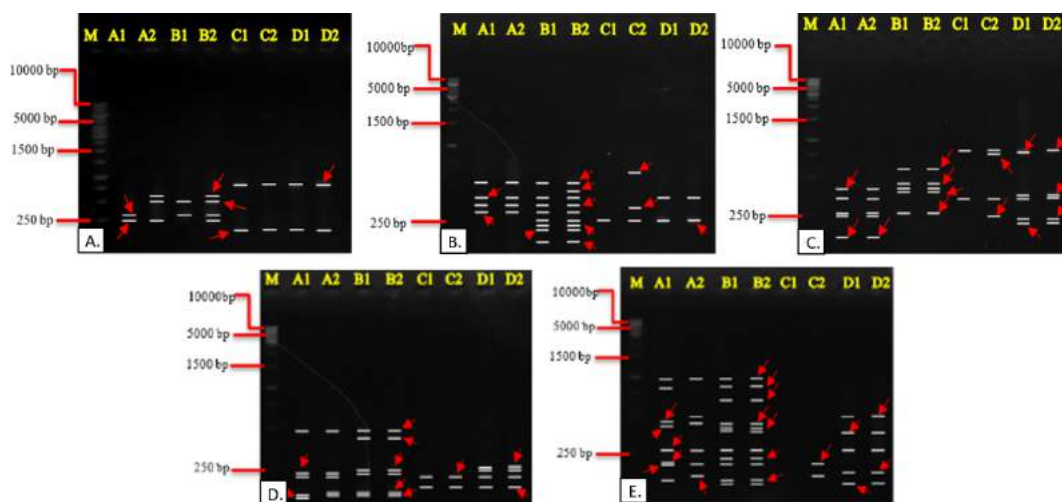 M A1 A2 B1 B2 C1 C2 D1 D2
10000 bp
5000 bp
1500 bp
250 bp
A.
M A1 A2 B1 B2 C1 C2 D1 D2
10000bp
5000 bp
1500 bp
250 bp
B.
M A1 A2 B1 B2 C1 C2 D1 D2
10000 bp
5000 bp
1500 bp
250 bp
C.
M A1 A2 B1 B2 C1 C2 D1 D2
10000bp
5000 bp
1500 bp
250 bp
D.
M A1 A2 B1 B2 C1 C2 D1 D2
10000bp
5000 bp
1500 bp
250 bp
E.